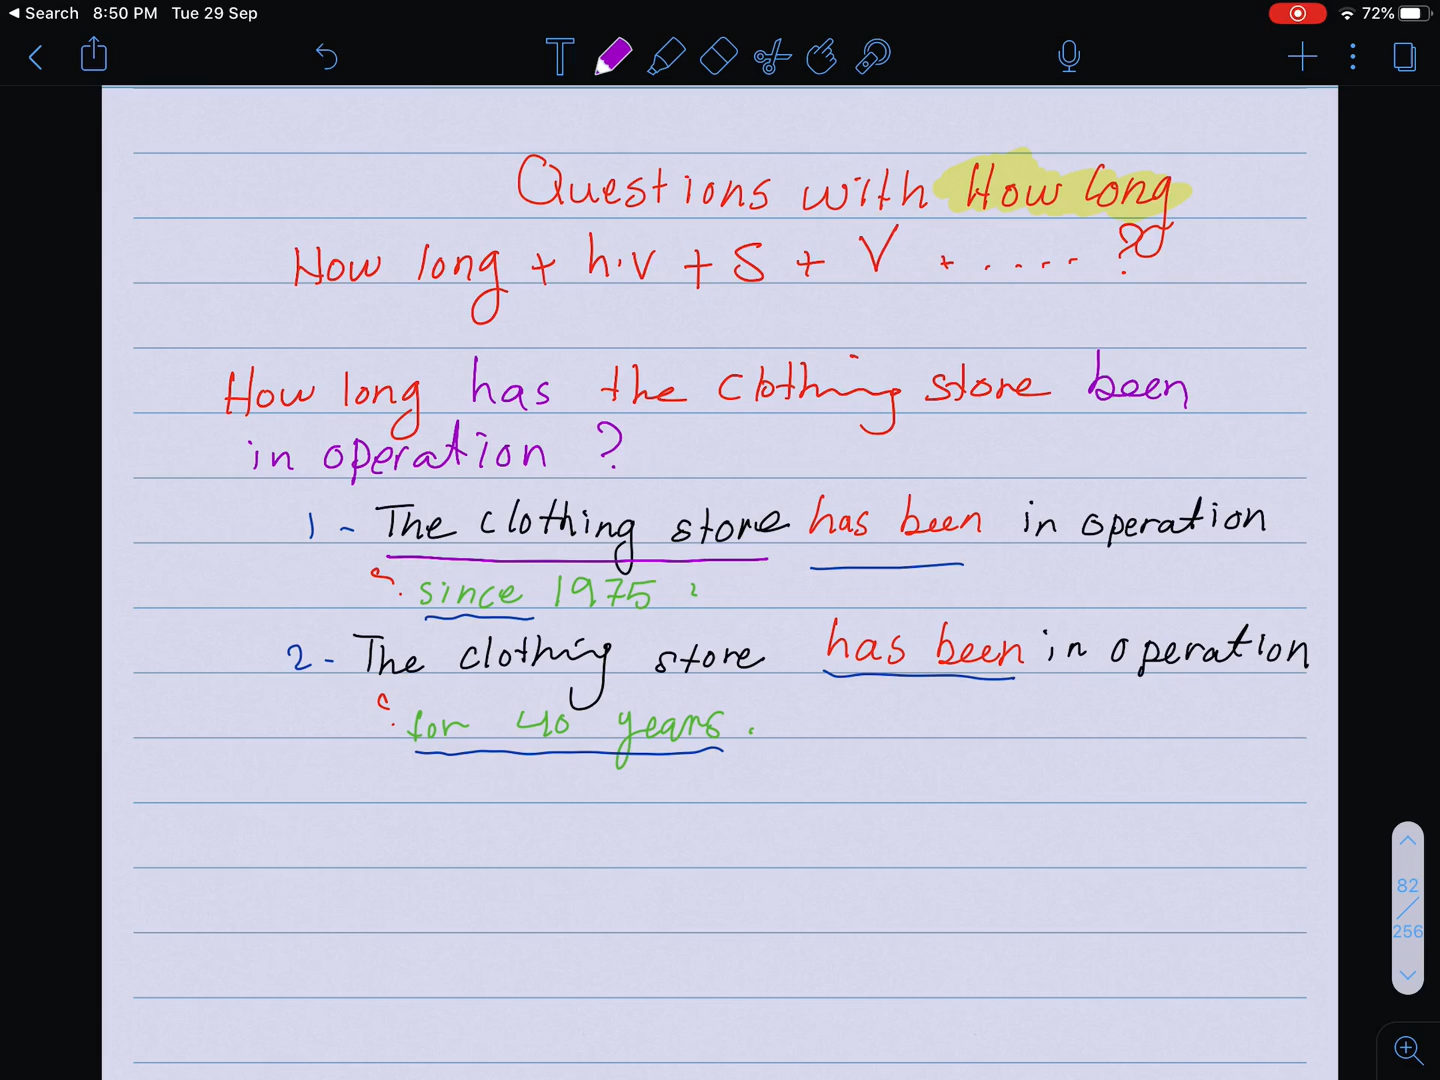 Search 8:50 PM Tue 29 Sep 72%
Questions with How long
How long + h.v + S + V + ..... ?
How long has the clothing store been
in operation ?
1 - The clothing store has been in operation
since 1975 .
2 - The clothing store has been in operation
for 40 years .
82
256